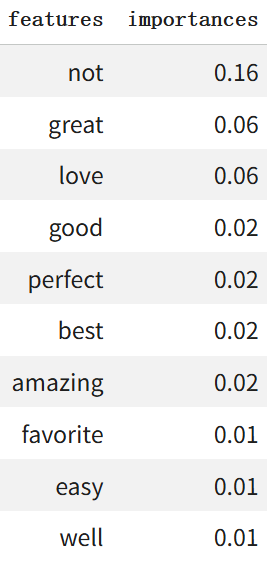 features importances
not 0.16
great 0.06
love 0.06
good 0.02
perfect 0.02
best 0.02
amazing 0.02
favorite 0.01
easy 0.01
well 0.01